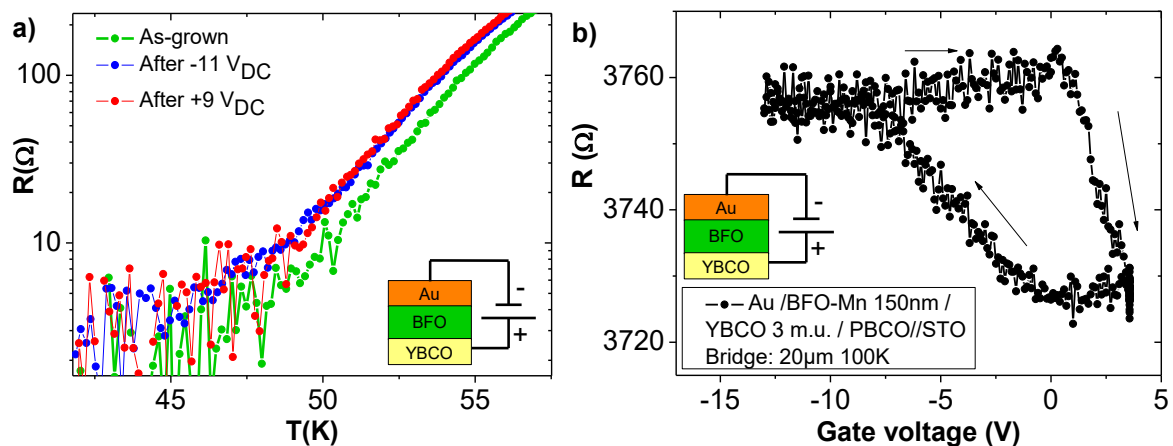 a)
As-grown
After -11 V_DC
After +9 V_DC
100
10
R(Ω)
45
50
55
T(K)
Au
BFO
YBCO
-
+
b)
3760
3740
3720
R (Ω)
-15
-10
-5
0
5
Gate voltage (V)
Au
BFO
YBCO
-
+
Au /BFO-Mn 150nm /
YBCO 3 m.u. / PBCO//STO
Bridge: 20µm 100K